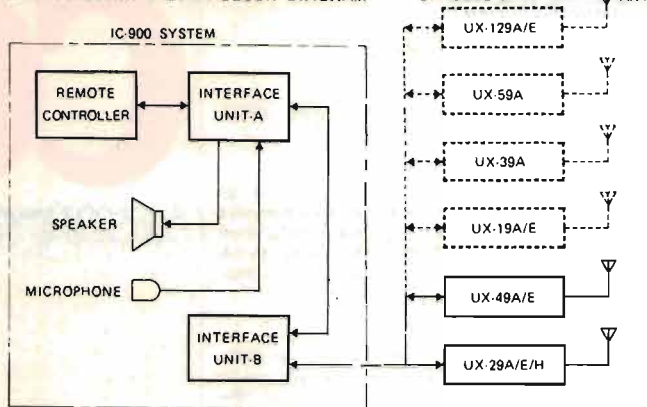 IC-900 SYSTEM
REMOTE
CONTROLLER
INTERFACE
UNIT-A
SPEAKER
MICROPHONE
INTERFACE
UNIT-B
UX-129A/E
UX-59A
UX-39A
UX-19A/E
UX-49A/E
UX-29A/E/H